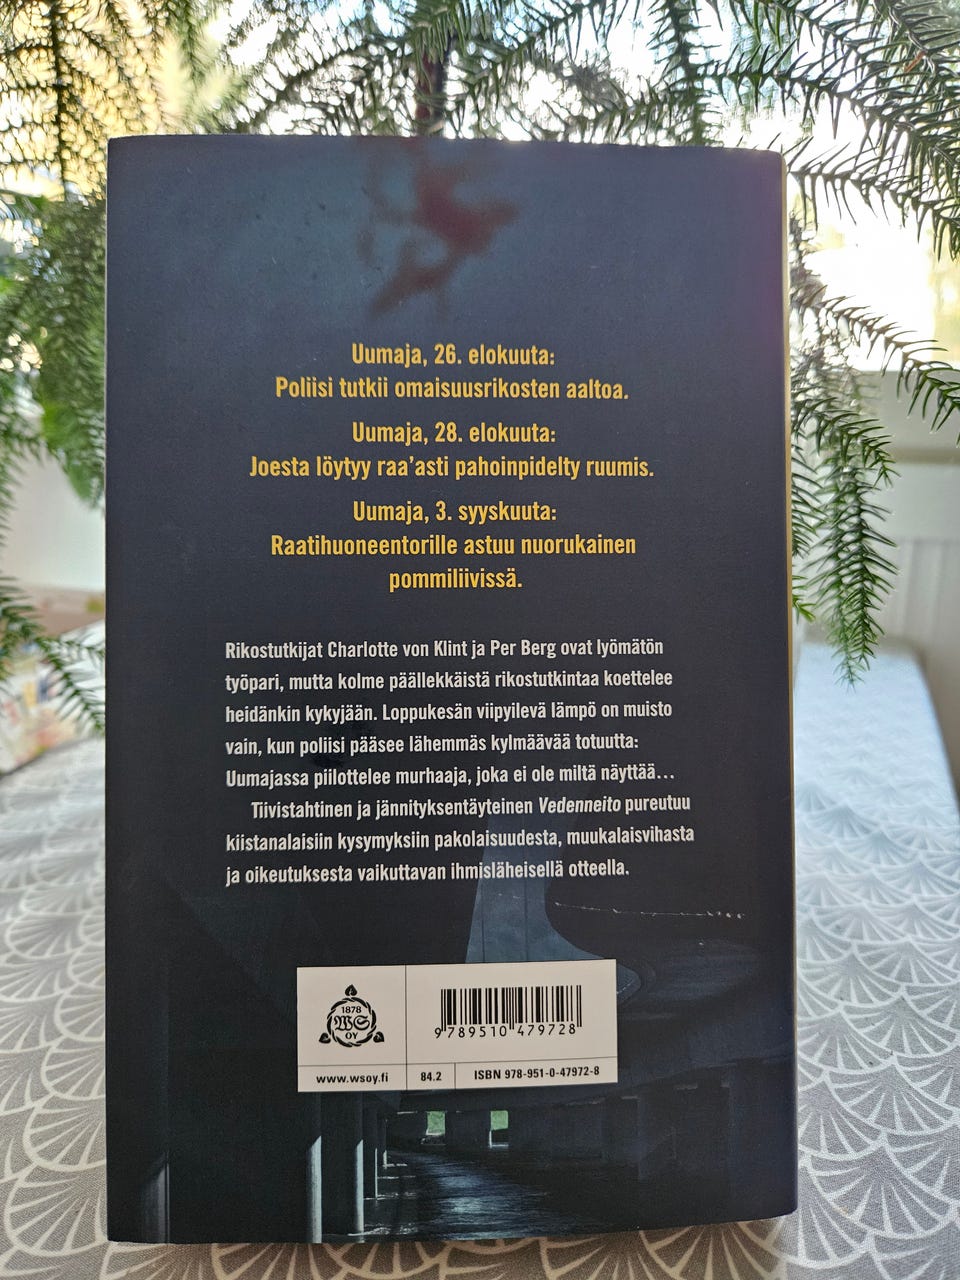 Uumaja, 26. elokuuta:
Poliisi tutkii omaisuusrikosten aaltoa.
Uumaja, 28. elokuuta:
Joesta löytyy raa'asti pahoinpidelty ruumis.
Uumaja, 3. syyskuuta:
Raatihuoneentorille astuu nuorukainen
pommiliivissä.
Rikostutkijat Charlotte von Klint ja Per Berg ovat lyömätön
työpari, mutta kolme päällekkäistä rikostutkintaa koettelee
heidänkin kykyjään. Loppukesän viipyilevä lämpö on muisto
vain, kun poliisi pääsee lähemmäs kylmäävää totuutta:
Uumajassa piilottelee murhaaja, joka ei ole miltä näyttää...
Tiivistahtinen ja jännityksentäyteinen Vedenneito pureutuu
kiistanalaisiin kysymyksiin pakolaisuudesta, muukalaisvihasta
ja oikeutuksesta vaikuttavan ihmisläheisellä otteella.
1878
WS
OY
9 789510 479728
www.wsoy.fi 84.2 ISBN 978-951-0-47972-8